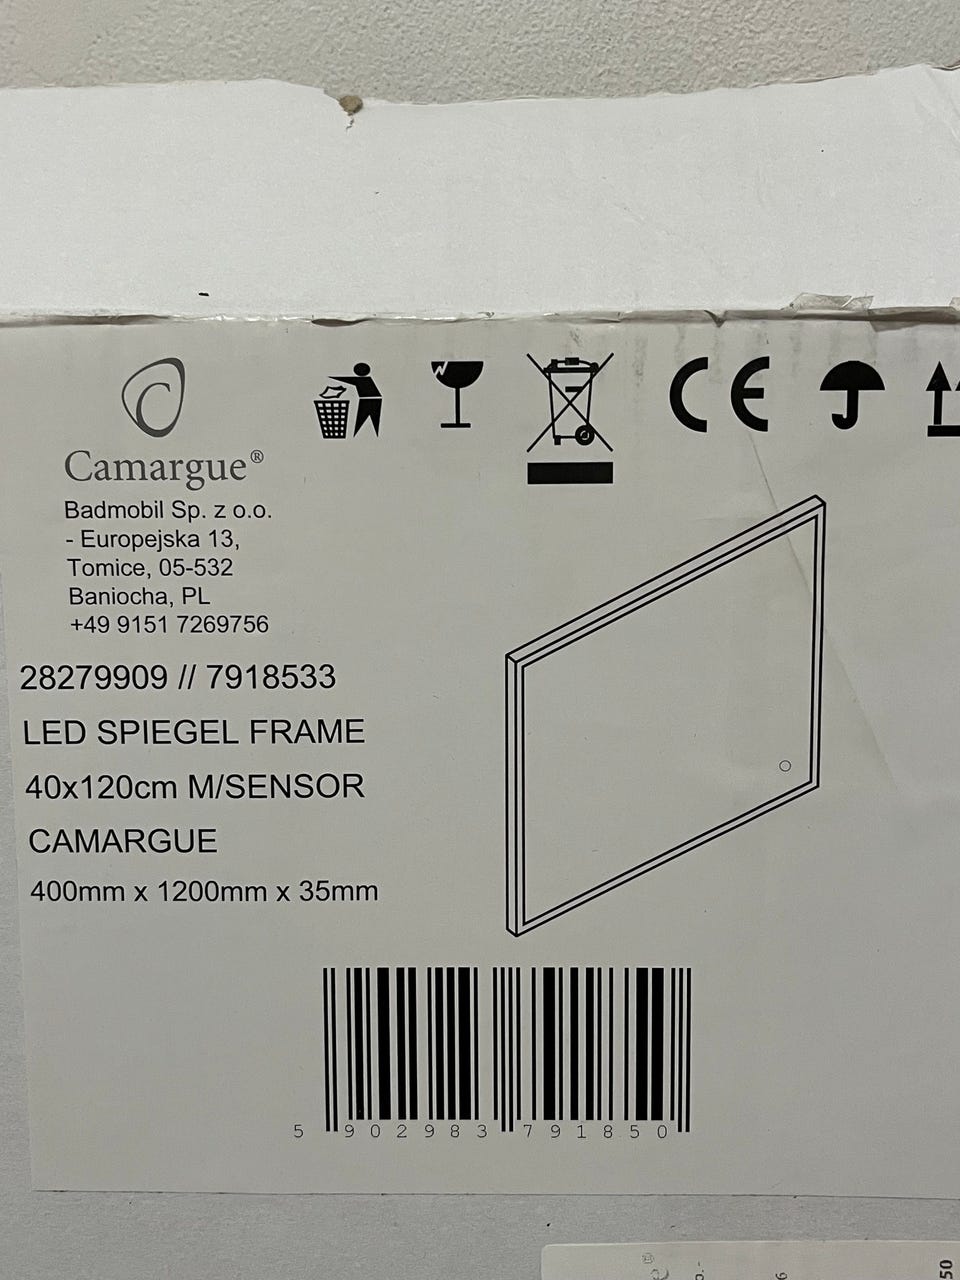 Camargue®
Badmobil Sp. z o.o.
- Europejska 13,
Tomice, 05-532
Baniocha, PL
+49 9151 7269756
28279909 // 7918533
LED SPIEGEL FRAME
40x120cm M/SENSOR
CAMARGUE
400mm x 1200mm x 35mm
5 902983 791850
50